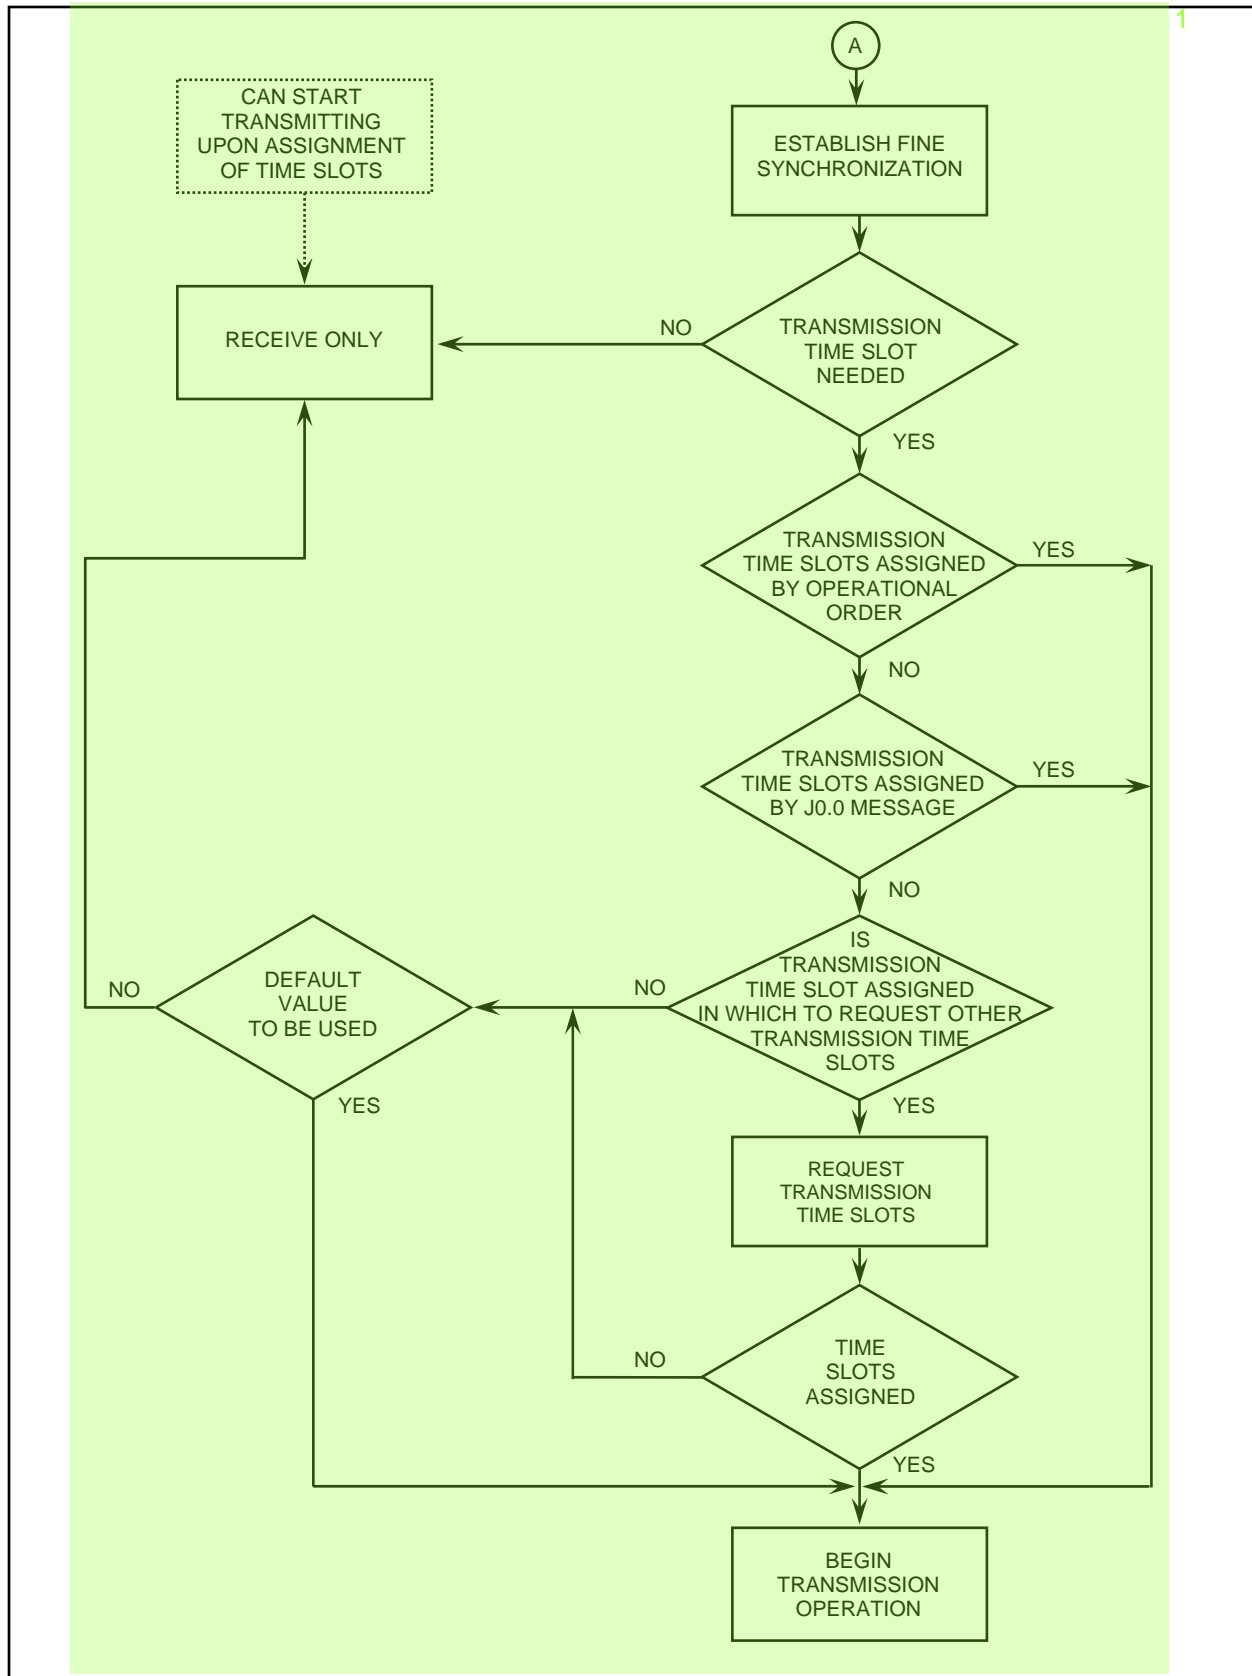 1
A
CAN START
TRANSMITTING
UPON ASSIGNMENT
OF TIME SLOTS
ESTABLISH FINE
SYNCHRONIZATION
RECEIVE ONLY
NO
TRANSMISSION
TIME SLOT
NEEDED
YES
TRANSMISSION
TIME SLOTS ASSIGNED
BY OPERATIONAL
ORDER
YES
NO
TRANSMISSION
TIME SLOTS ASSIGNED
BY J0.0 MESSAGE
YES
NO
IS
TRANSMISSION
TIME SLOT ASSIGNED
IN WHICH TO REQUEST OTHER
TRANSMISSION TIME
SLOTS
NO
DEFAULT
VALUE
TO BE USED
NO
YES
YES
REQUEST
TRANSMISSION
TIME SLOTS
TIME
SLOTS
ASSIGNED
NO
YES
BEGIN
TRANSMISSION
OPERATION